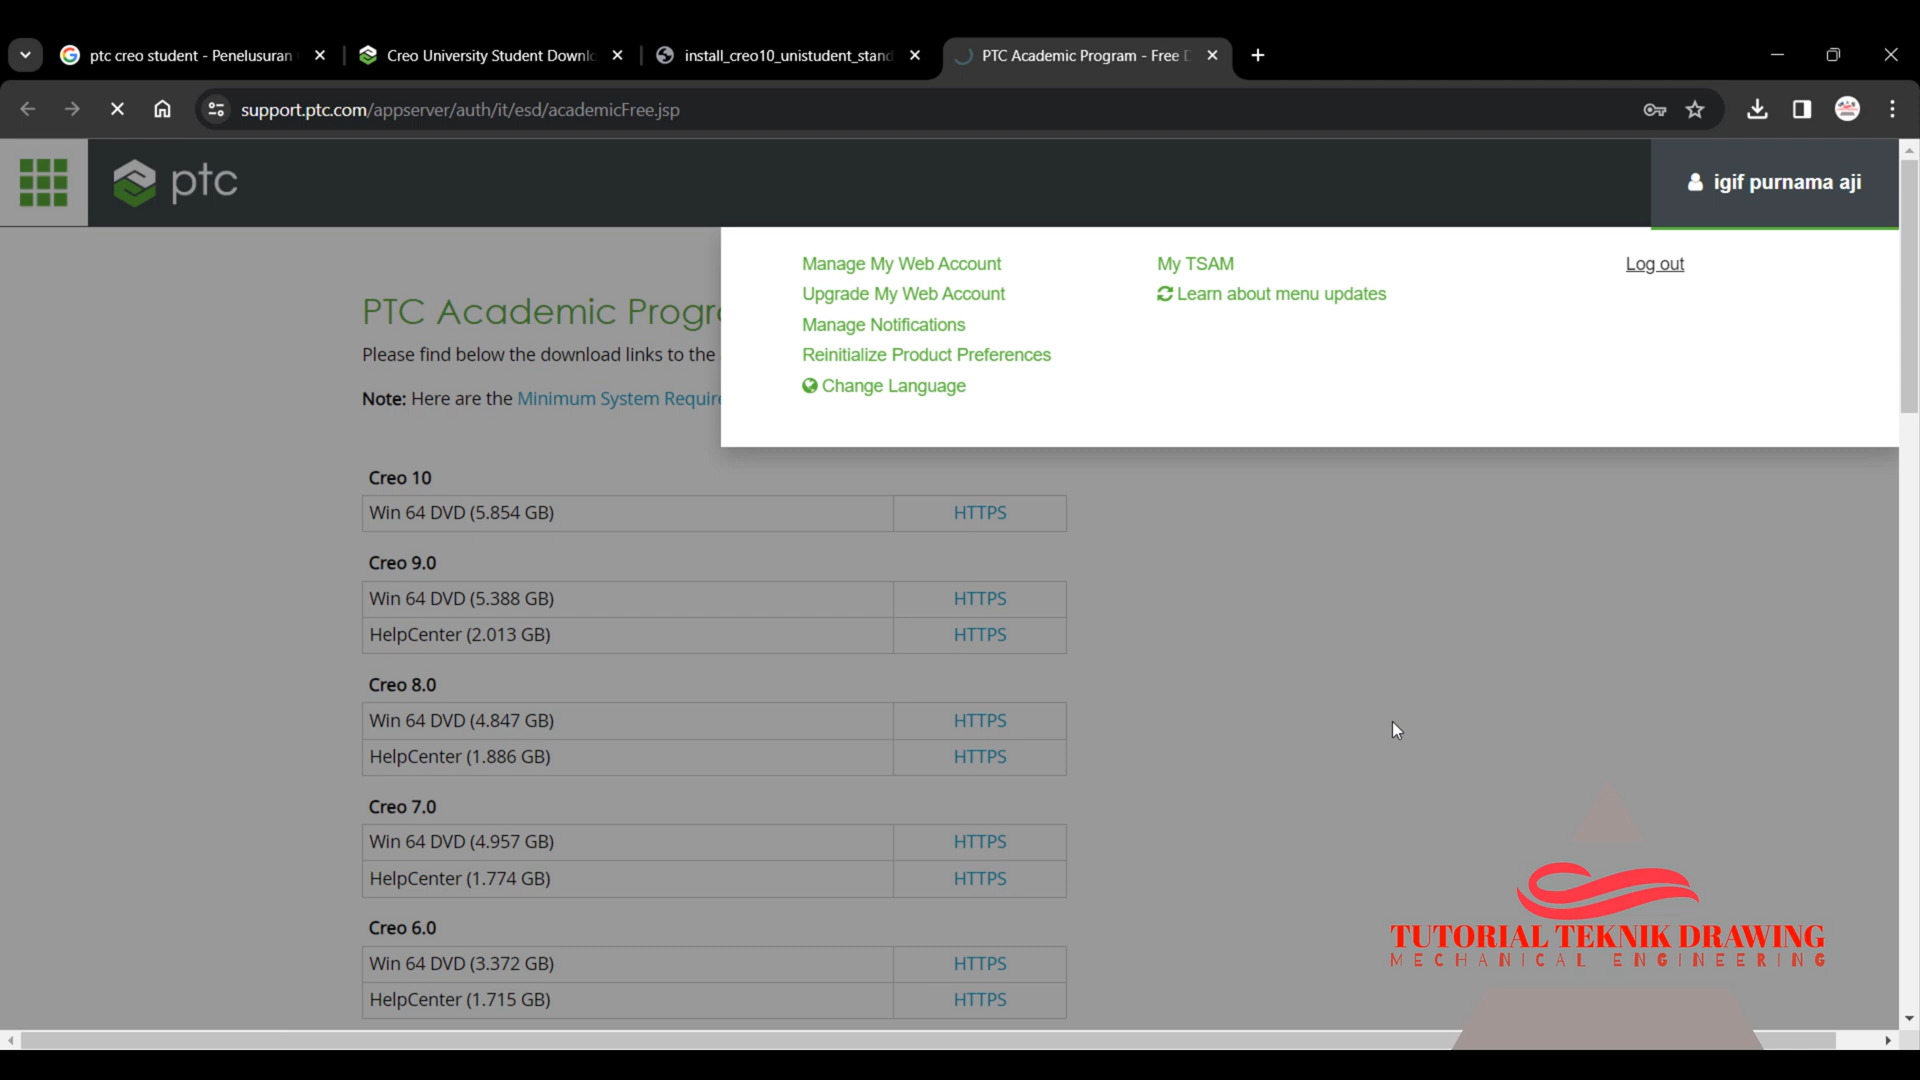 ptc creo student - Penelusuran
Creo University Student Downlo
install_creo10_unistudent_stand
PTC Academic Program - Free D
support.ptc.com/appserver/auth/it/esd/academicFree.jsp
ptc
igif purnama aji
Manage My Web Account
Upgrade My Web Account
Manage Notifications
Reinitialize Product Preferences
Change Language
My TSAM
Learn about menu updates
Log out
PTC Academic Progr
Please find below the download links to the
Note: Here are the Minimum System Require
Creo 10
Win 64 DVD (5.854 GB) HTTPS
Creo 9.0
Win 64 DVD (5.388 GB) HTTPS
HelpCenter (2.013 GB) HTTPS
Creo 8.0
Win 64 DVD (4.847 GB) HTTPS
HelpCenter (1.886 GB) HTTPS
Creo 7.0
Win 64 DVD (4.957 GB) HTTPS
HelpCenter (1.774 GB) HTTPS
Creo 6.0
Win 64 DVD (3.372 GB) HTTPS
HelpCenter (1.715 GB) HTTPS
TUTORIAL TEKNIK DRAWING
MECHANICAL ENGINEERING